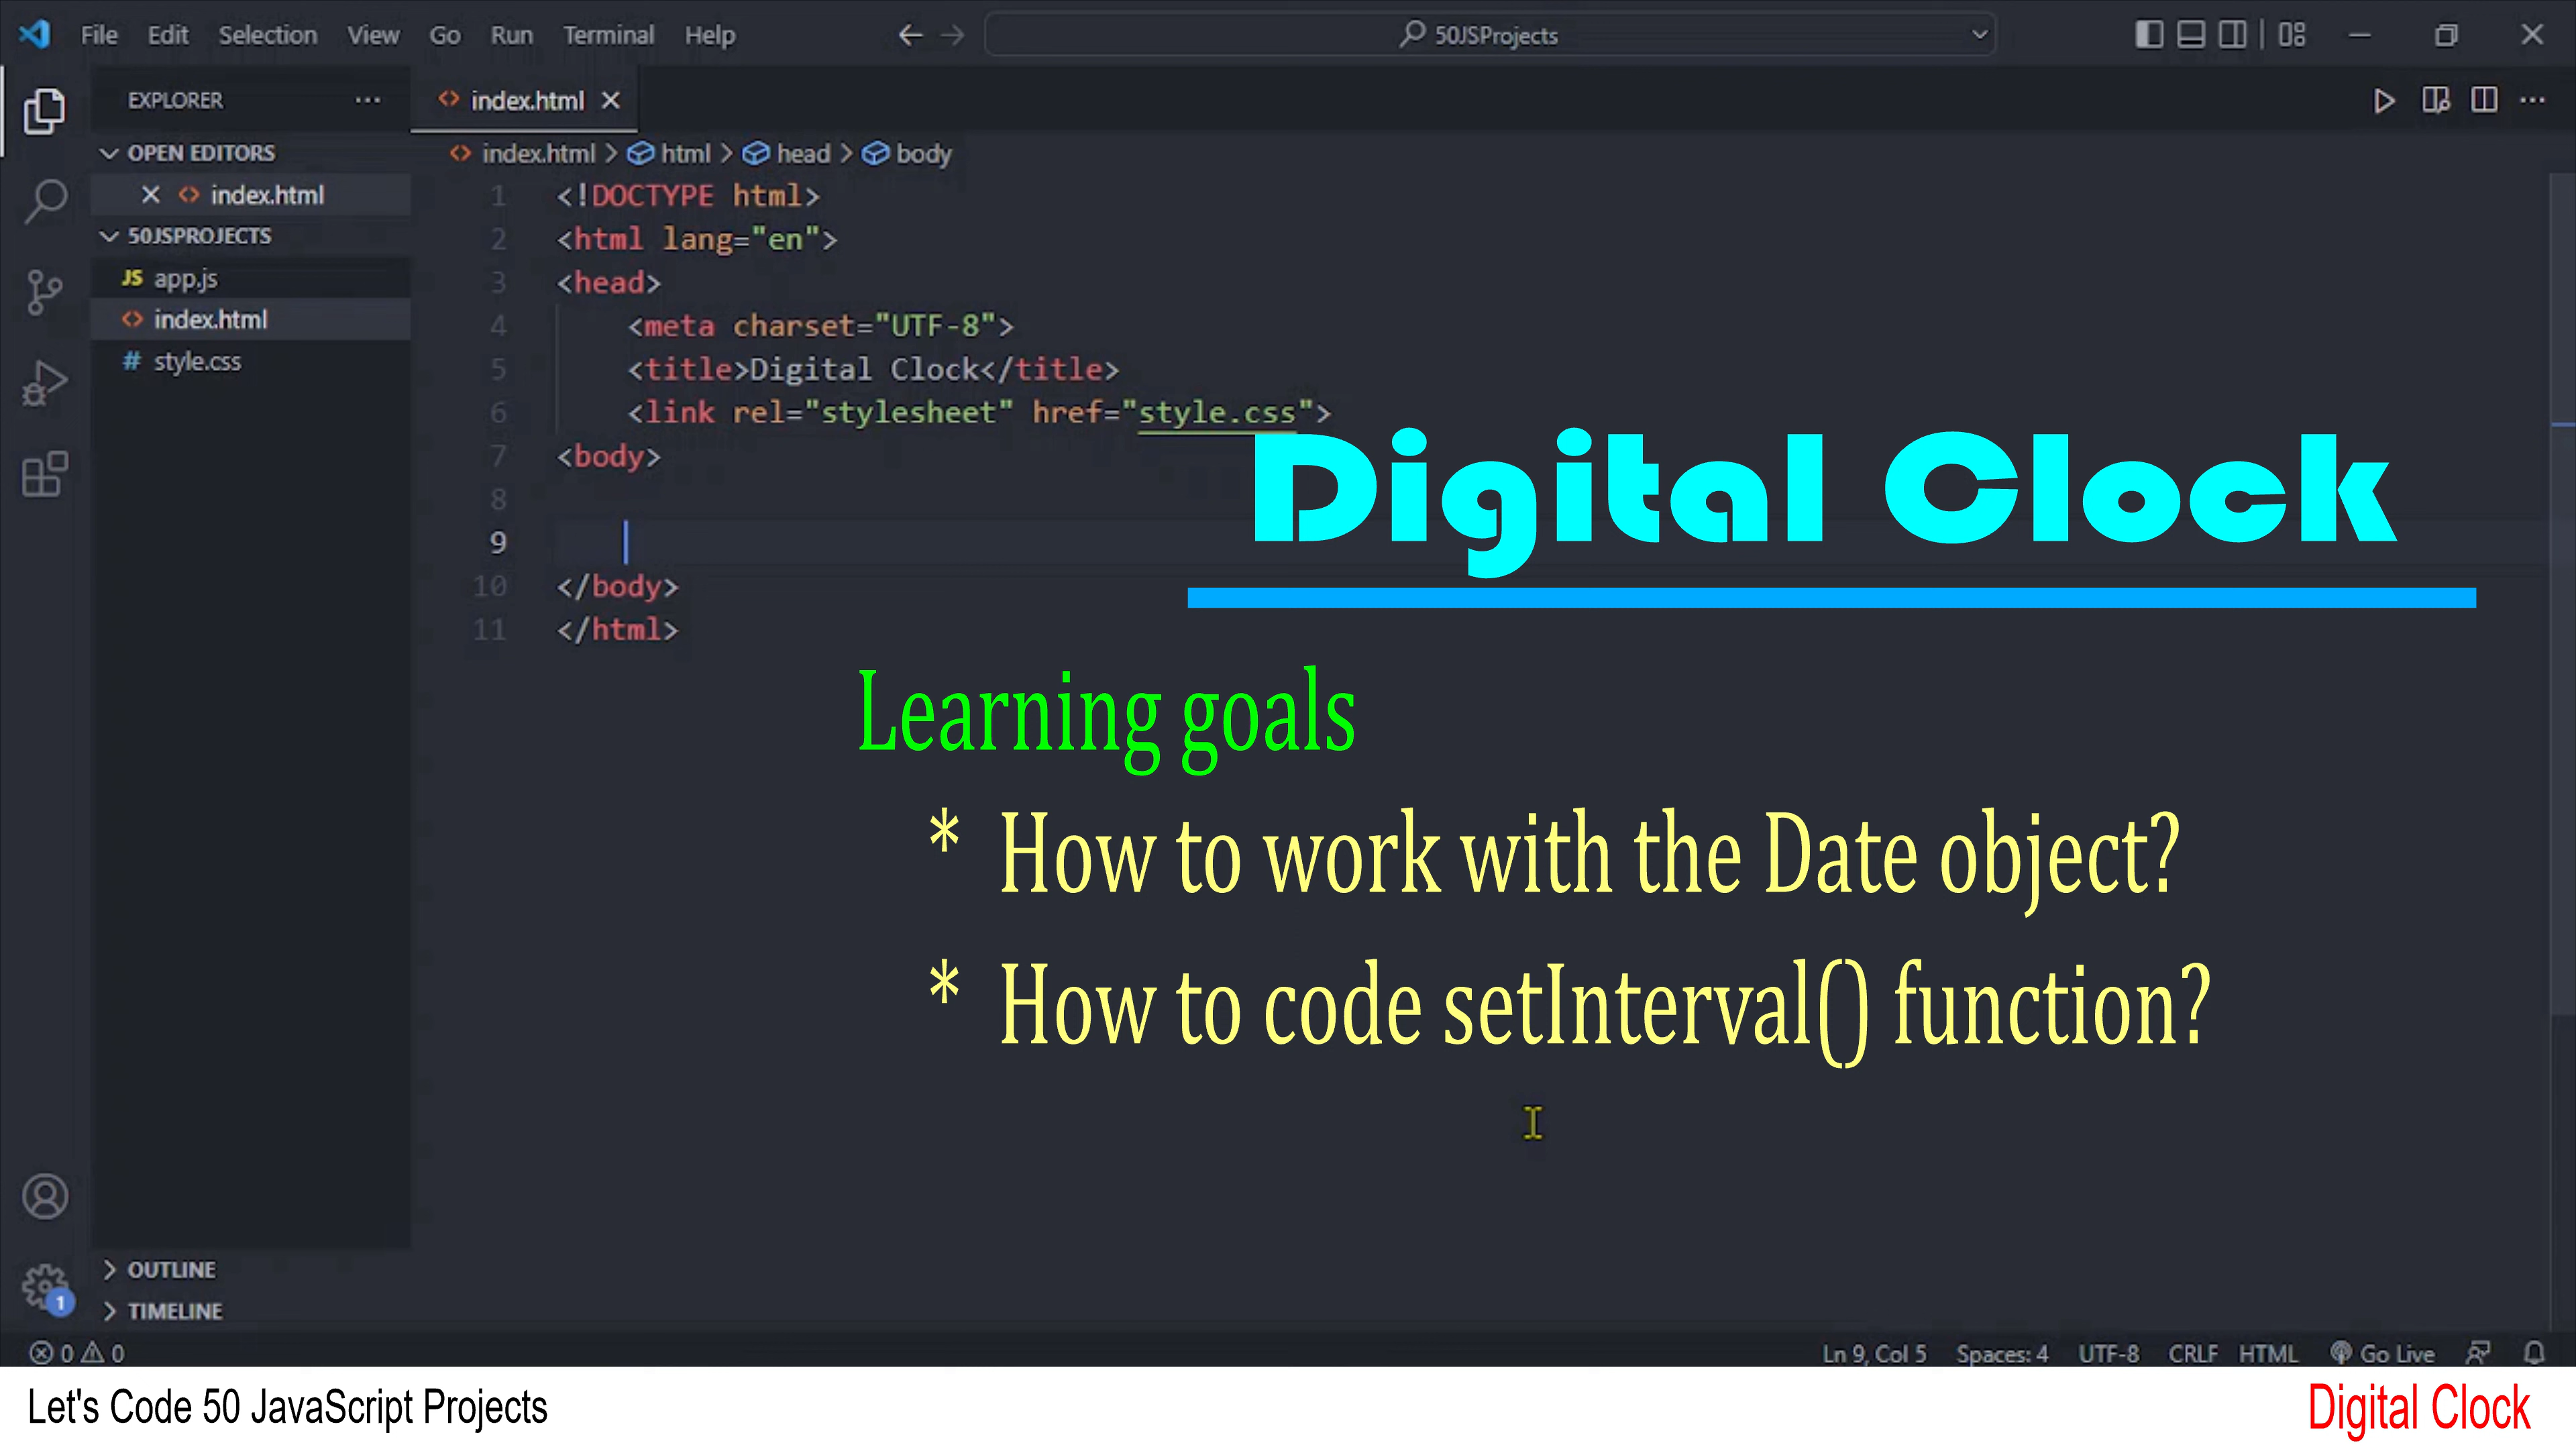 File Edit Selection View Go Run Terminal Help
50JSProjects
EXPLORER ...
index.html
OPEN EDITORS
index.html
50JSPROJECTS
JS app.js
index.html
# style.css
index.html > html > head > body
1 <!DOCTYPE html>
2 <html lang="en">
3 <head>
4 <meta charset="UTF-8">
5 <title>Digital Clock</title>
6 <link rel="stylesheet" href="style.css">
7 <body>
8
9
10 </body>
11 </html>
Digital Clock
Learning goals
* How to work with the Date object?
* How to code setInterval() function?
1
OUTLINE
TIMELINE
0 0
Ln 9, Col 5 Spaces: 4 UTF-8 CRLF HTML Go Live
Let's Code 50 JavaScript Projects
Digital Clock